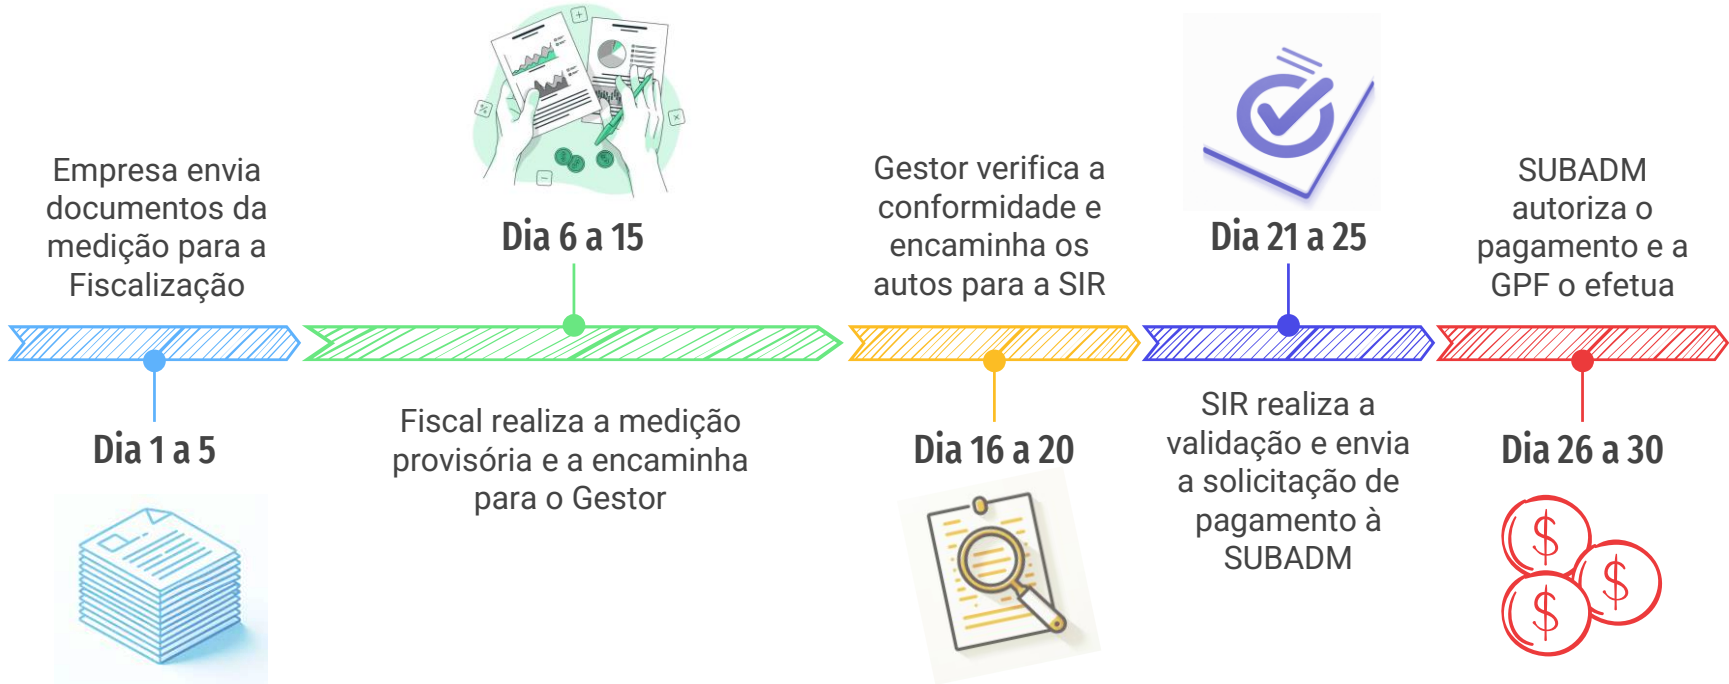 Empresa envia
documentos da
medição para a
Fiscalização
Dia 1 a 5
Dia 6 a 15
Fiscal realiza a medição
provisória e a encaminha
para o Gestor
Gestor verifica a
conformidade e
encaminha os
autos para a SIR
Dia 16 a 20
Dia 21 a 25
SIR realiza a
validação e envia
a solicitação de
pagamento à
SUBADM
SUBADM
autoriza o
pagamento e a
GPF o efetua
Dia 26 a 30
$
$
$